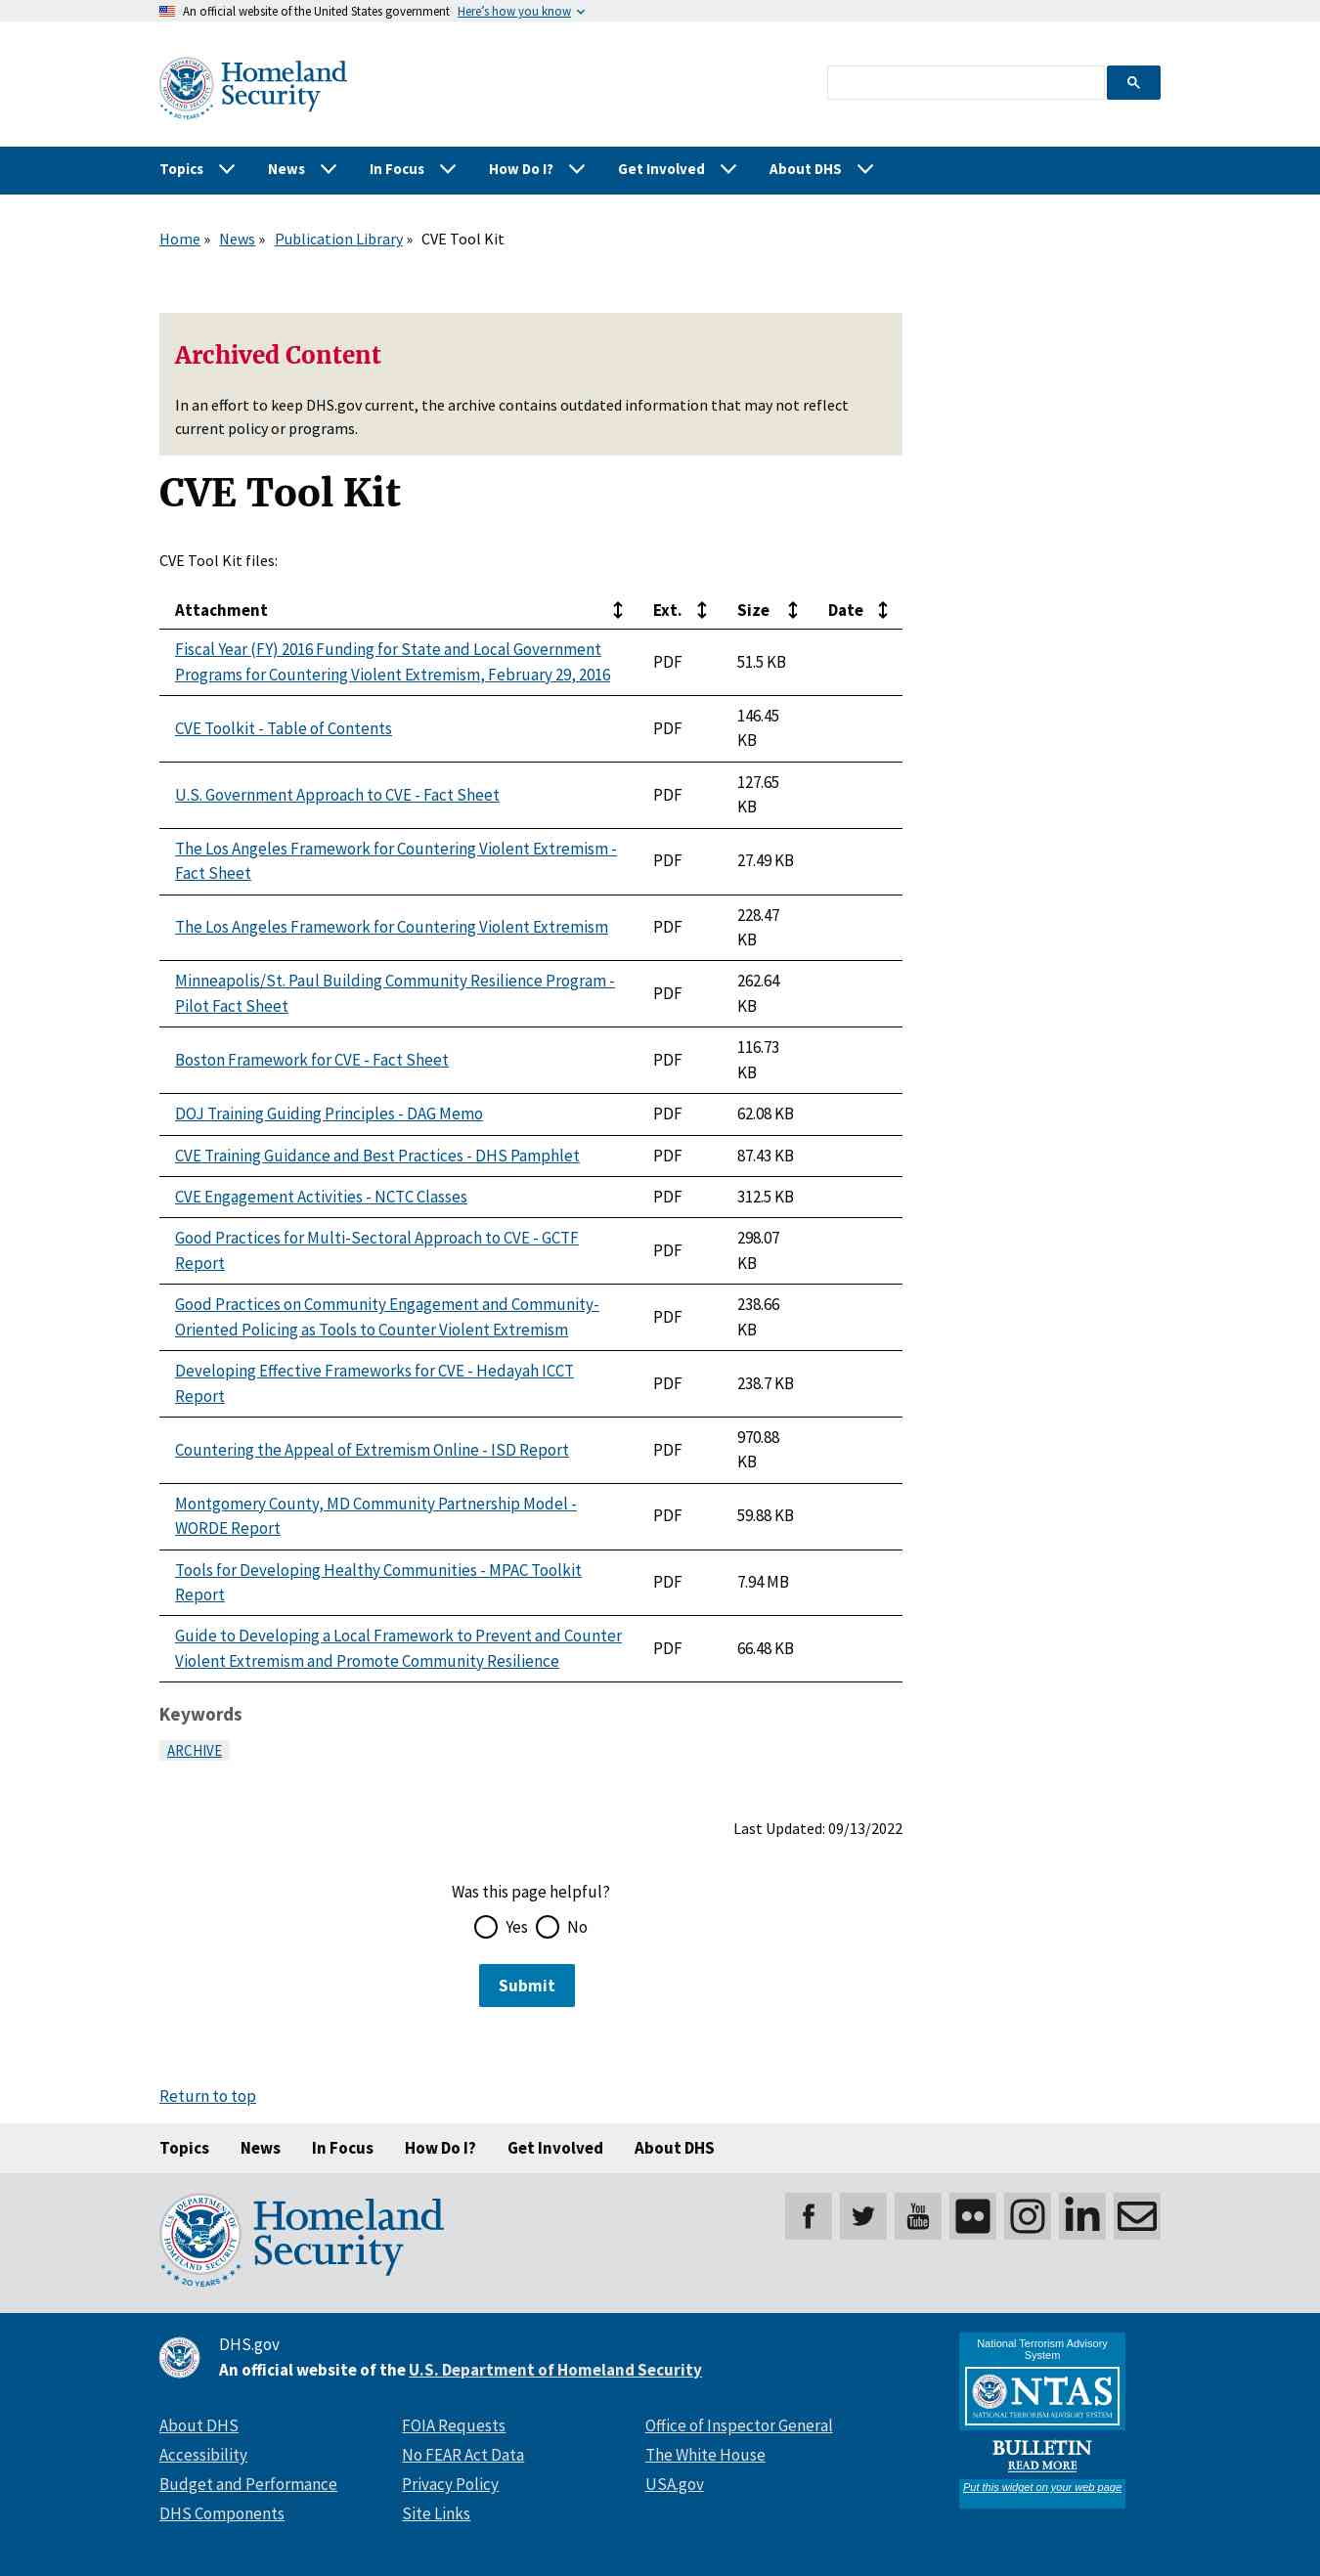 An official website of the United States government Here's how you know
Homeland
Security
Topics News In Focus How Do I? Get Involved About DHS
Home » News » Publication Library » CVE Tool Kit
Archived Content
In an effort to keep DHS.gov current, the archive contains outdated information that may not reflect
current policy or programs.
CVE Tool Kit
CVE Tool Kit files:
Attachment Ext. Size Date
Fiscal Year (FY) 2016 Funding for State and Local Government
Programs for Countering Violent Extremism, February 29, 2016
PDF 51.5 KB
CVE Toolkit - Table of Contents PDF 146.45
KB
U.S. Government Approach to CVE - Fact Sheet PDF 127.65
KB
The Los Angeles Framework for Countering Violent Extremism -
Fact Sheet
PDF 27.49 KB
The Los Angeles Framework for Countering Violent Extremism PDF 228.47
KB
Minneapolis/St. Paul Building Community Resilience Program -
Pilot Fact Sheet
PDF 262.64
KB
Boston Framework for CVE - Fact Sheet PDF 116.73
KB
DOJ Training Guiding Principles - DAG Memo PDF 62.08 KB
CVE Training Guidance and Best Practices - DHS Pamphlet PDF 87.43 KB
CVE Engagement Activities - NCTC Classes PDF 312.5 KB
Good Practices for Multi-Sectoral Approach to CVE - GCTF
Report
PDF 298.07
KB
Good Practices on Community Engagement and Community-
Oriented Policing as Tools to Counter Violent Extremism
PDF 238.66
KB
Developing Effective Frameworks for CVE - Hedayah ICCT
Report
PDF 238.7 KB
Countering the Appeal of Extremism Online - ISD Report PDF 970.88
KB
Montgomery County, MD Community Partnership Model -
WORDE Report
PDF 59.88 KB
Tools for Developing Healthy Communities - MPAC Toolkit
Report
PDF 7.94 MB
Guide to Developing a Local Framework to Prevent and Counter
Violent Extremism and Promote Community Resilience
PDF 66.48 KB
Keywords
ARCHIVE
Last Updated: 09/13/2022
Was this page helpful?
Yes No
Submit
Return to top
Topics News In Focus How Do I? Get Involved About DHS
U.S. DEPARTMENT OF
HOMELAND SECURITY
20 YEARS
Homeland
Security
You
Tube
in
DHS.gov
An official website of the U.S. Department of Homeland Security
About DHS
Accessibility
Budget and Performance
DHS Components
FOIA Requests
No FEAR Act Data
Privacy Policy
Site Links
Office of Inspector General
The White House
USA.gov
National Terrorism Advisory
System
NTAS
NATIONAL TERRORISM ADVISORY SYSTEM
BULLETIN
READ MORE
Put this widget on your web page